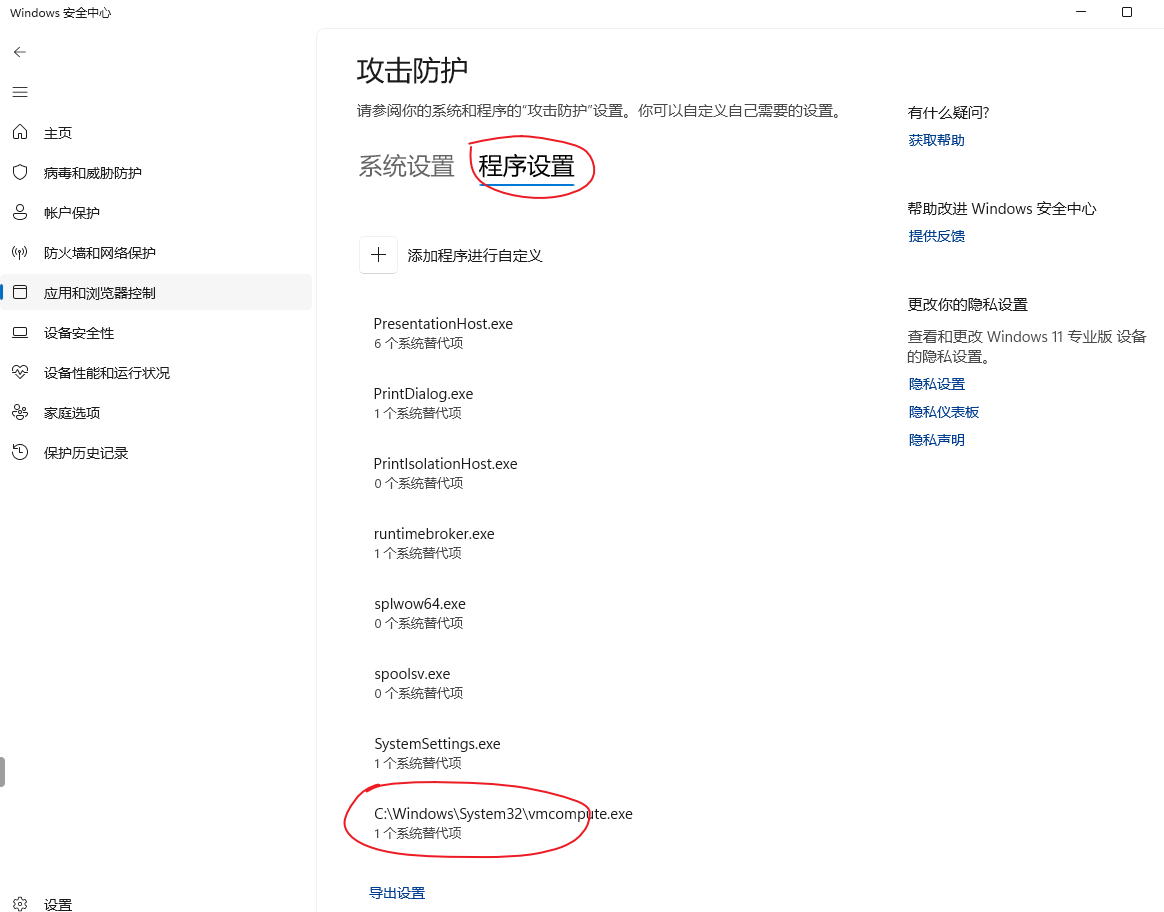 Windows 安全中心
主页
病毒和威胁防护
帐户保护
防火墙和网络保护
应用和浏览器控制
设备安全性
设备性能和运行状况
家庭选项
保护历史记录
设置
攻击防护
请参阅你的系统和程序的“攻击防护”设置。你可以自定义自己需要的设置。
系统设置 程序设置
添加程序进行自定义
PresentationHost.exe
6 个系统替代项
PrintDialog.exe
1 个系统替代项
PrintIsolationHost.exe
0 个系统替代项
runtimebroker.exe
1 个系统替代项
splwow64.exe
0 个系统替代项
spoolsv.exe
0 个系统替代项
SystemSettings.exe
1 个系统替代项
C:\Windows\System32\vmcompute.exe
1 个系统替代项
导出设置
有什么疑问?
获取帮助
帮助改进 Windows 安全中心
提供反馈
更改你的隐私设置
查看和更改 Windows 11 专业版 设备
的隐私设置。
隐私设置
隐私仪表板
隐私声明